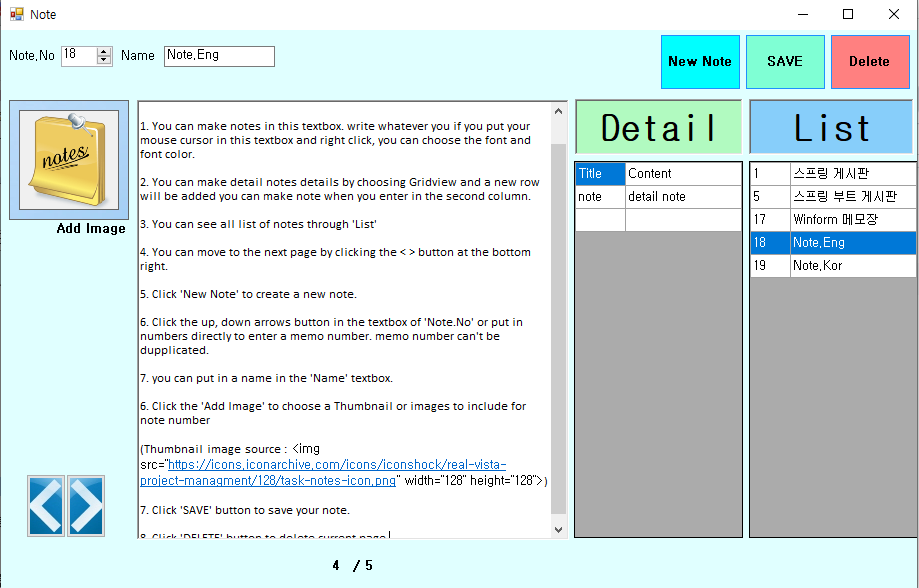 Note
Note.No 18 Name Note.Eng
New Note SAVE Delete
notes
Add Image
1. You can make notes in this textbox. write whatever you if you put your
mouse cursor in this textbox and right click, you can choose the font and
font color.
2. You can make detail notes details by choosing Gridview and a new row
will be added you can make note when you enter in the second column.
3. You can see all list of notes through 'List'
4. You can move to the next page by clicking the < > button at the bottom
right.
5. Click 'New Note' to create a new note.
6. Click the up, down arrows button in the textbox of 'Note.No' or put in
numbers directly to enter a memo number. memo number can't be
dupplicated.
7. you can put in a name in the 'Name' textbox.
6. Click the 'Add Image' to choose a Thumbnail or images to include for
note number
(Thumbnail image source : <img
src="https://icons.iconarchive.com/icons/iconshock/real-vista-
project-managment/128/task-notes-icon.png" width="128" height="128">)
7. Click 'SAVE' button to save your note.
8. Click 'DELETE' button to delete current page
Detail
Title Content
note detail note
List
1 스프링 게시판
5 스프링 부트 게시판
17 Winform 메모장
18 Note.Eng
19 Note.Kor
4 / 5